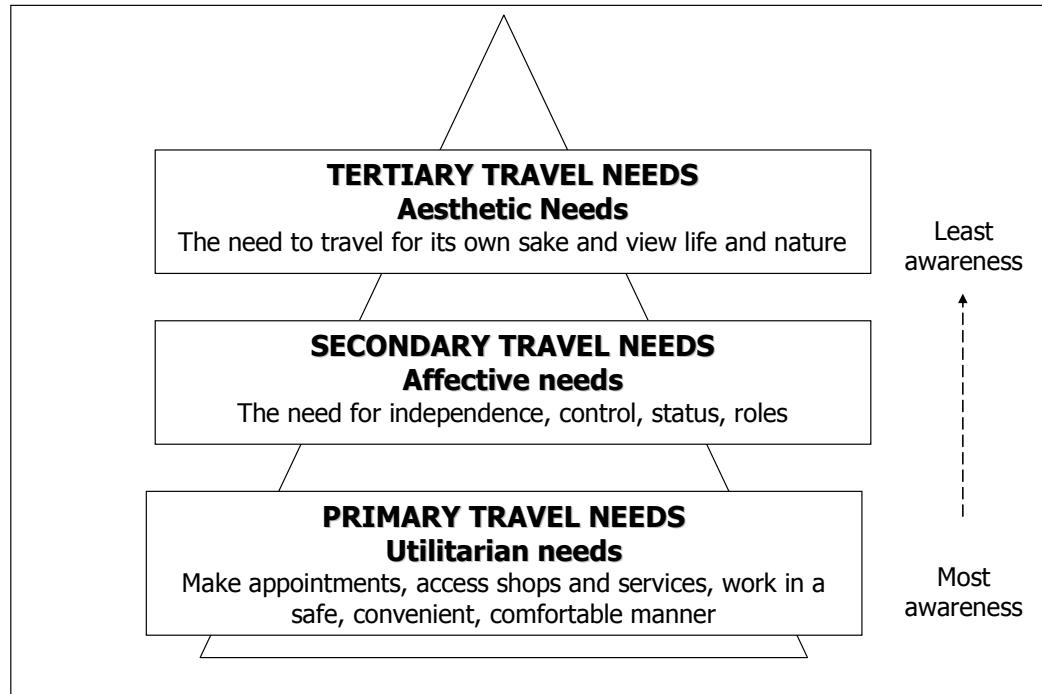 TERTIARY TRAVEL NEEDS
Aesthetic Needs
The need to travel for its own sake and view life and nature
Least
awareness
SECONDARY TRAVEL NEEDS
Affective needs
The need for independence, control, status, roles
PRIMARY TRAVEL NEEDS
Utilitarian needs
Make appointments, access shops and services, work in a
safe, convenient, comfortable manner
Most
awareness